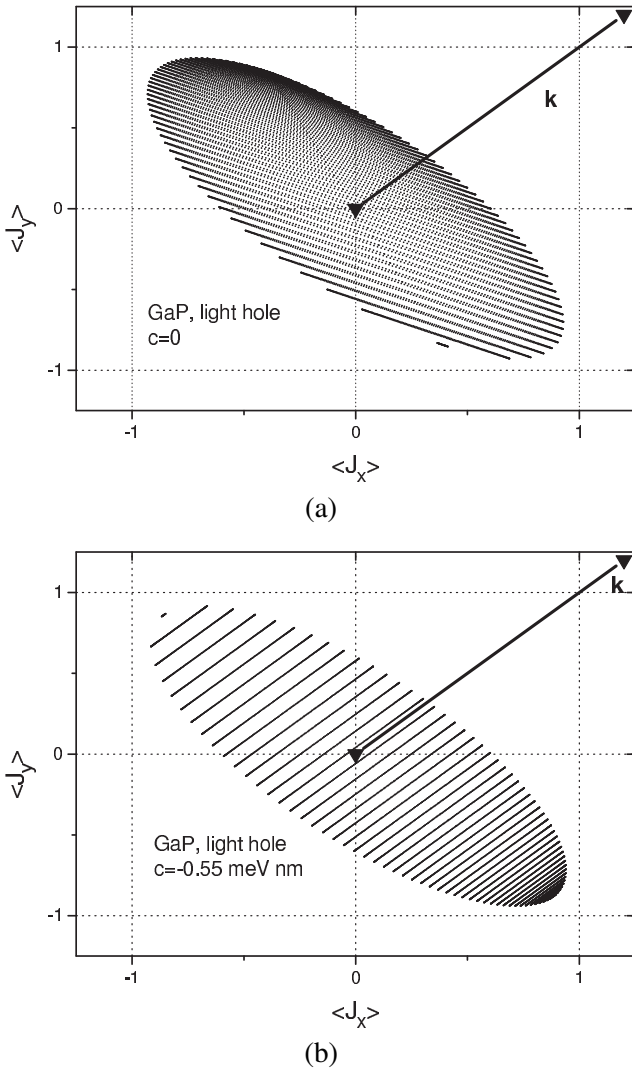 1
k
0
<J_y>
GaP, light hole
c=0
-1
-1
0
1
<J_x>
(a)
1
k
0
<J_y>
GaP, light hole
c=-0.55 meV nm
-1
-1
0
1
<J_x>
(b)